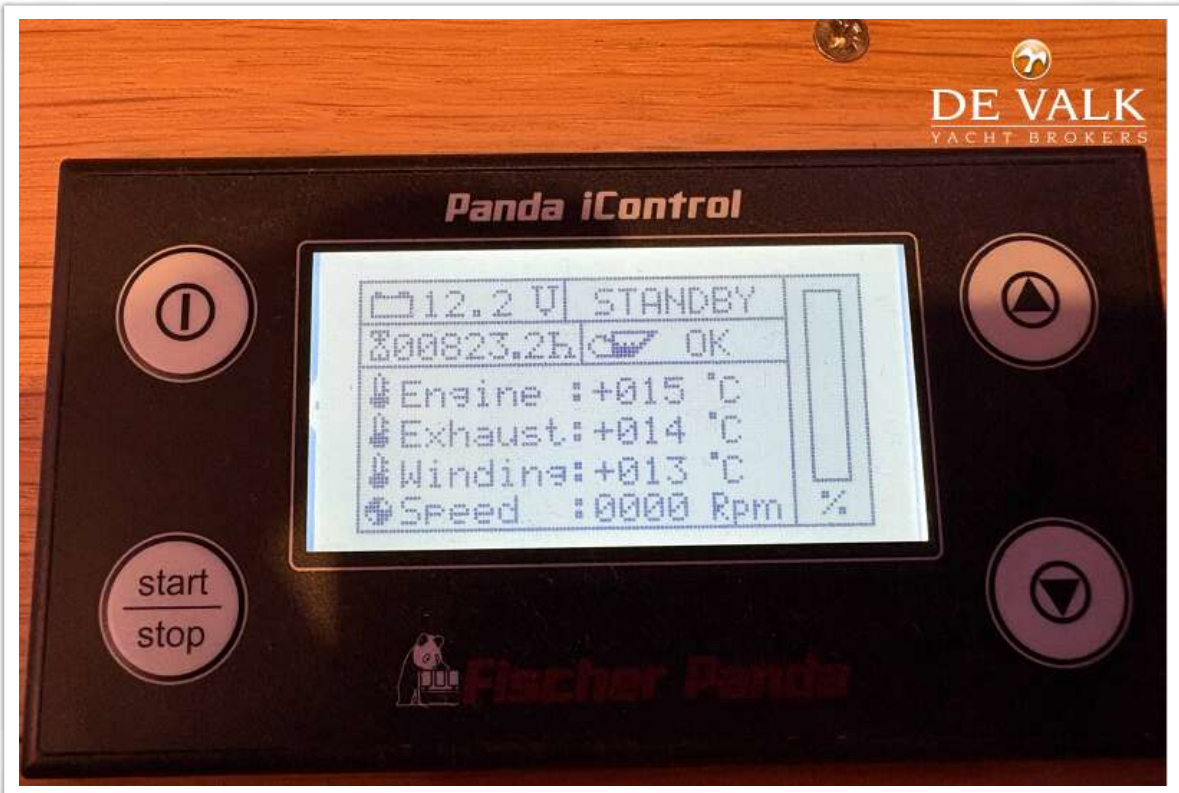 DE VALK
YACHT BROKERS
Panda iControl
12.2 V STANDBY
00823.2h OK
Engine :+015 °C
Exhaust:+014 °C
Winding:+013 °C
Speed :0000 Rpm %
start
stop
Fischer Panda